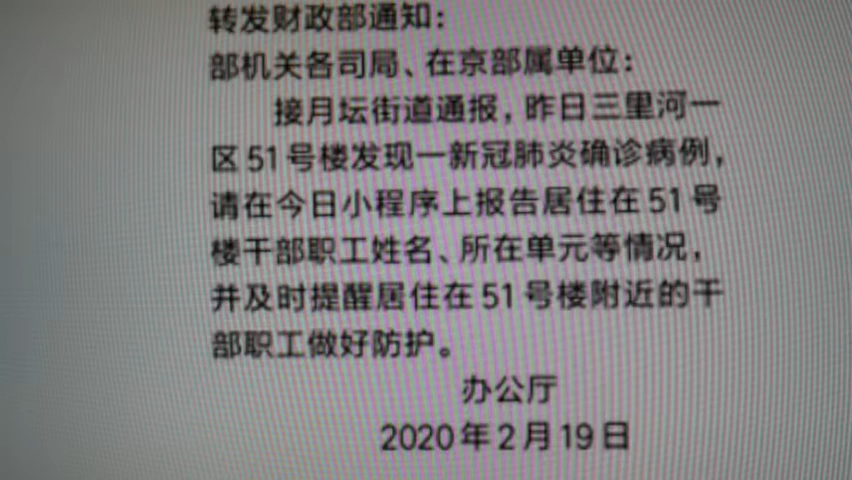 转发财政部通知：
部机关各司局、在京部属单位：
接月坛街道通报，昨日三里河一
区51号楼发现一新冠肺炎确诊病例，
请在今日小程序上报告居住在51号
楼干部职工姓名、所在单元等情况，
并及时提醒居住在51号楼附近的干
部职工做好防护。
办公厅
2020年2月19日